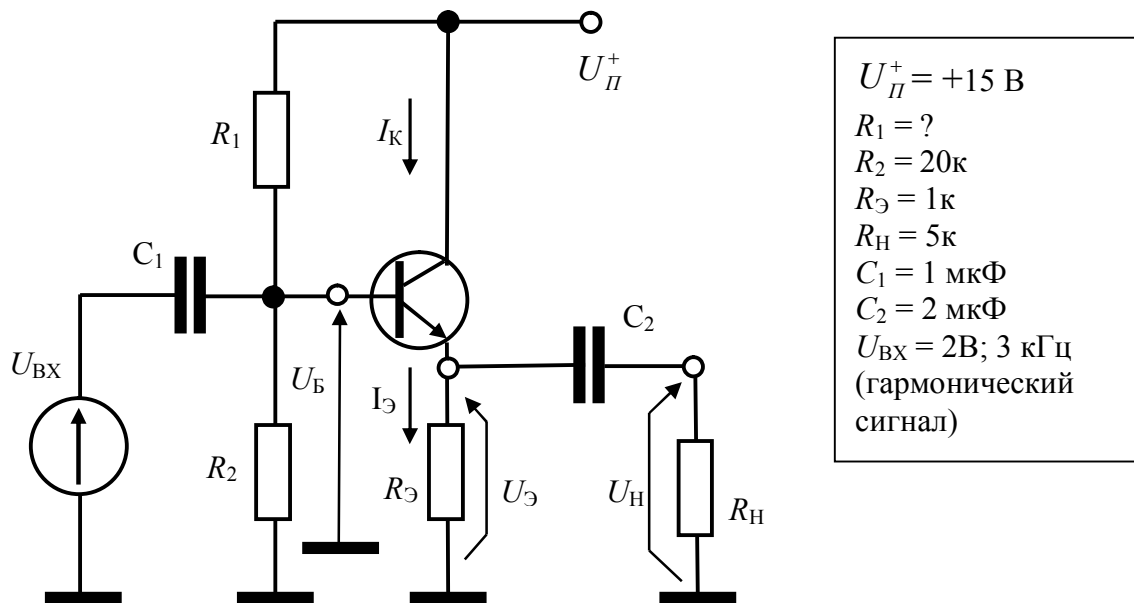 U_П^+
R₁
I_К
C₁
C₂
U_ВХ
U_Б
I_Э
R₂
R_Э
U_Э
U_Н
R_Н
U_П^+ = +15 В
R₁ = ?
R₂ = 20к
R_Э = 1к
R_Н = 5к
C₁ = 1 мкФ
C₂ = 2 мкФ
U_ВХ = 2В; 3 кГц
(гармонический
сигнал)